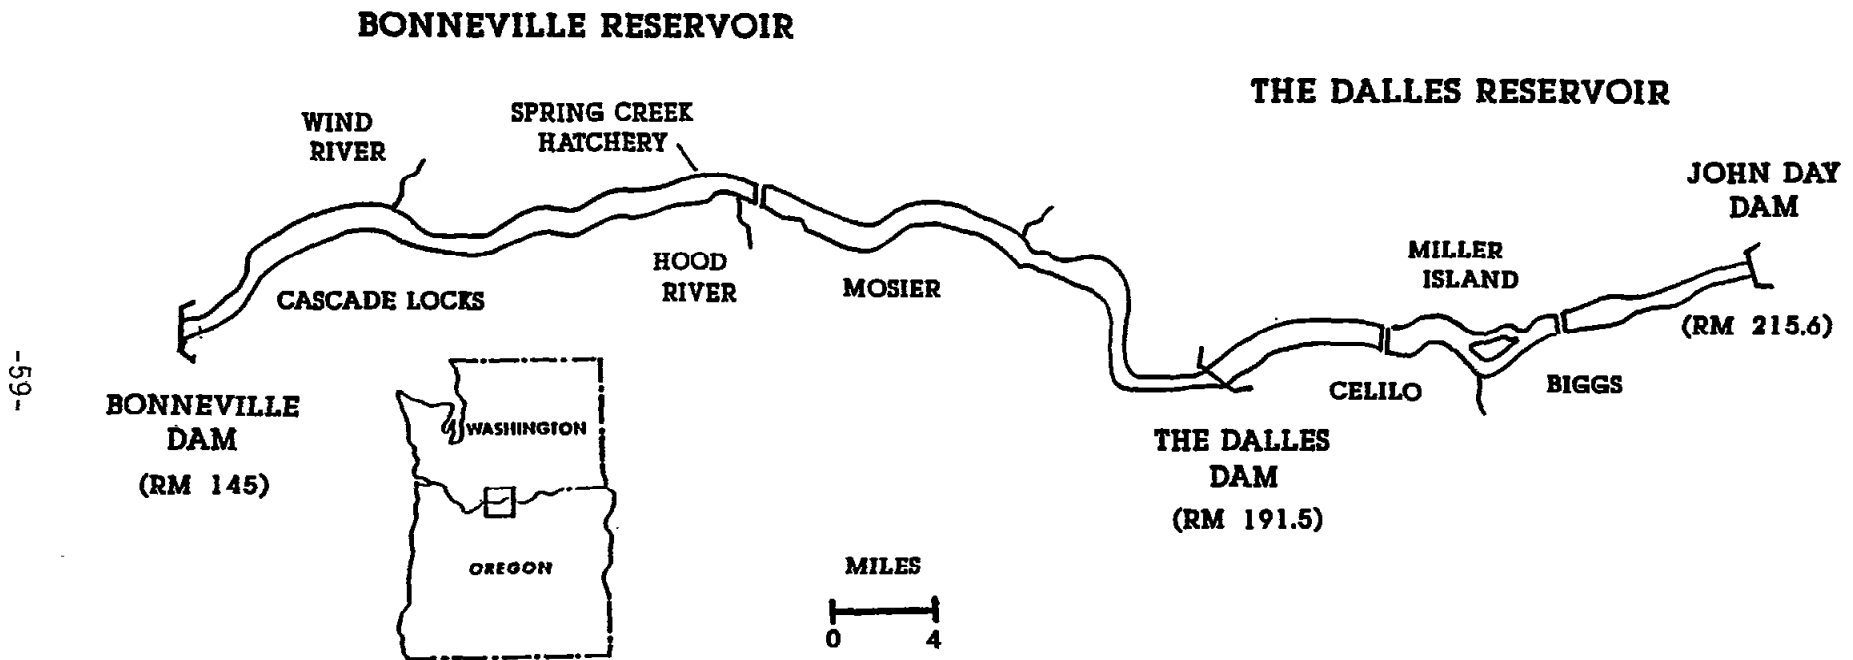 BONNEVILLE RESERVOIR
THE DALLES RESERVOIR
WIND
RIVER
SPRING CREEK
HATCHERY
JOHN DAY
DAM
(RM 215.6)
MILLER
ISLAND
HOOD
RIVER
MOSIER
CASCADE LOCKS
CELILO
BIGGS
BONNEVILLE
DAM
(RM 145)
THE DALLES
DAM
(RM 191.5)
WASHINGTON
OREGON
MILES
0 4
-59-